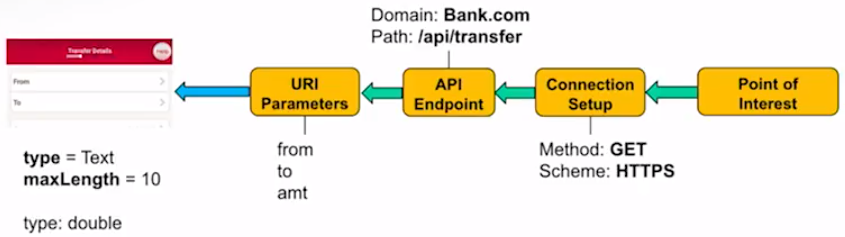 Domain: Bank.com
Path: /api/transfer
Transfer Details
From
To
URI
Parameters
API
Endpoint
Connection
Setup
Point of
Interest
from
to
amt
Method: GET
Scheme: HTTPS
type = Text
maxLength = 10
type: double